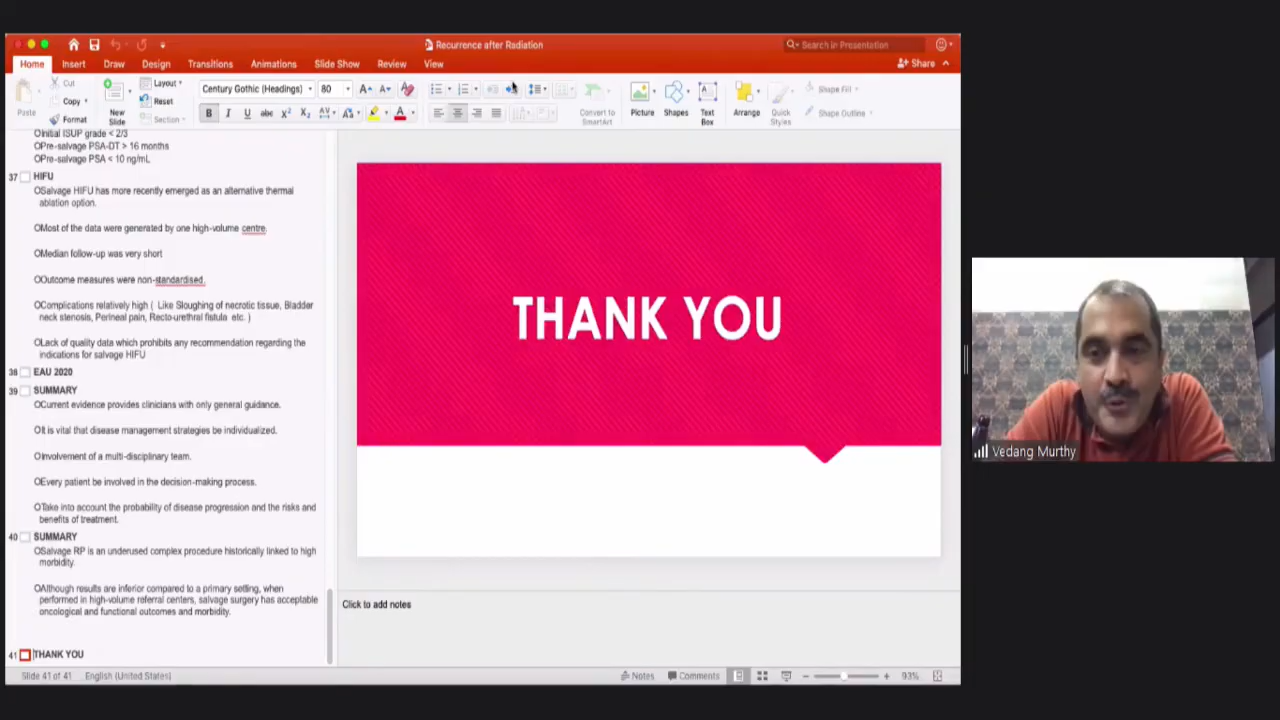 Recurrence after Radiation
Search in Presentation
Home Insert Draw Design Transitions Animations Slide Show Review View
Share
Paste
Cut
Copy
Format
New
Slide
Layout
Reset
Section
Century Gothic (Headings)
80
Convert to
SmartArt
Picture
Shapes
Text
Box
Arrange
Quick
Styles
Shape Fill
Shape Outline
Initial ISUP grade < 2/3
Pre-salvage PSA-DT > 16 months
Pre-salvage PSA < 10 ng/mL
37 HIFU
Salvage HIFU has more recently emerged as an alternative thermal
ablation option.
Most of the data were generated by one high-volume centre.
Median follow-up was very short
Outcome measures were non-standardised.
Complications relatively high ( Like Sloughing of necrotic tissue, Bladder
neck stenosis, Perineal pain, Recto-urethral fistula etc. )
Lack of quality data which prohibits any recommendation regarding the
indications for salvage HIFU
38 EAU 2020
39 SUMMARY
Current evidence provides clinicians with only general guidance.
It is vital that disease management strategies be individualized.
Involvement of a multi-disciplinary team.
Every patient be involved in the decision-making process.
Take into account the probability of disease progression and the risks and
benefits of treatment.
40 SUMMARY
Salvage RP is an underused complex procedure historically linked to high
morbidity.
Although results are inferior compared to a primary setting, when
performed in high-volume referral centers, salvage surgery has acceptable
oncological and functional outcomes and morbidity.
41 THANK YOU
THANK YOU
Click to add notes
Slide 41 of 41 English (United States)
Notes Comments 93%
Vedang Murthy